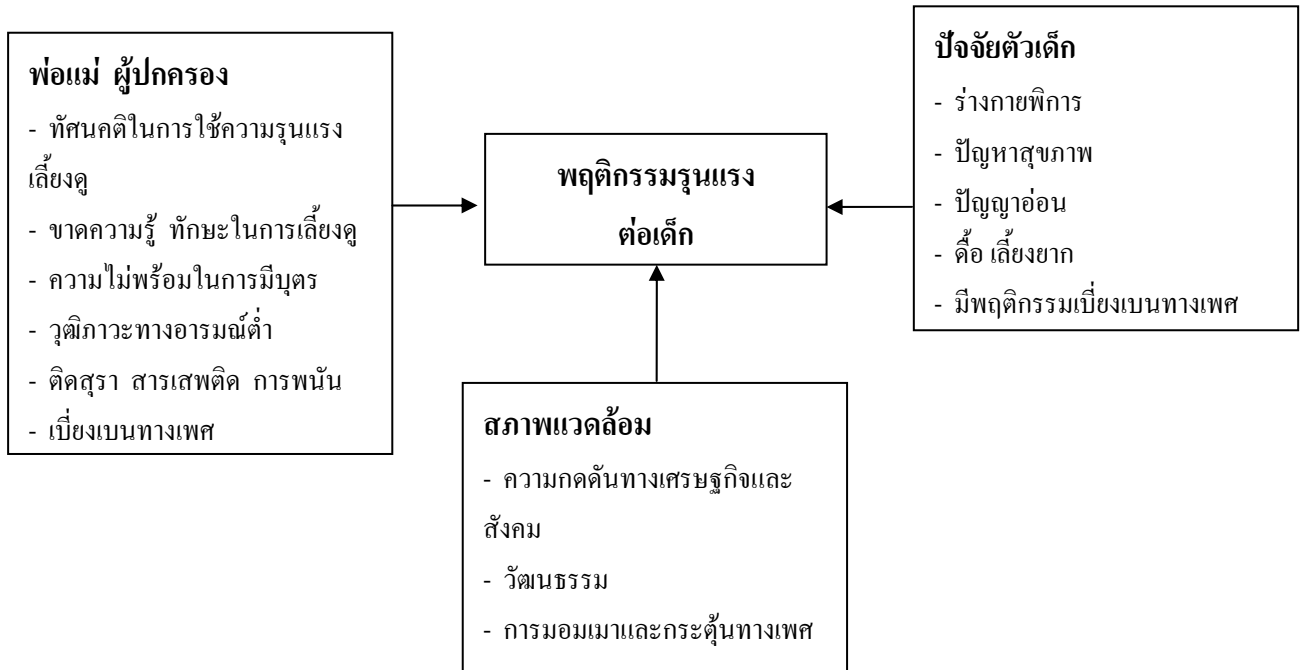 พ่อแม่ ผู้ปกครอง
- ทัศนคติในการใช้ความรุนแรง
เลี้ยงดู
- ขาดความรู้ ทักษะในการเลี้ยงดู
- ความไม่พร้อมในการมีบุตร
- วุฒิภาวะทางอารมณ์ต่ำ
- ติดสุรา สารเสพติด การพนัน
- เบี่ยงเบนทางเพศ
พฤติกรรมรุนแรง
ต่อเด็ก
ปัจจัยตัวเด็ก
- ร่างกายพิการ
- ปัญหาสุขภาพ
- ปัญญาอ่อน
- ดื้อ เลี้ยงยาก
- มีพฤติกรรมเบี่ยงเบนทางเพศ
สภาพแวดล้อม
- ความกดดันทางเศรษฐกิจและ
สังคม
- วัฒนธรรม
- การมอมเมาและกระตุ้นทางเพศ